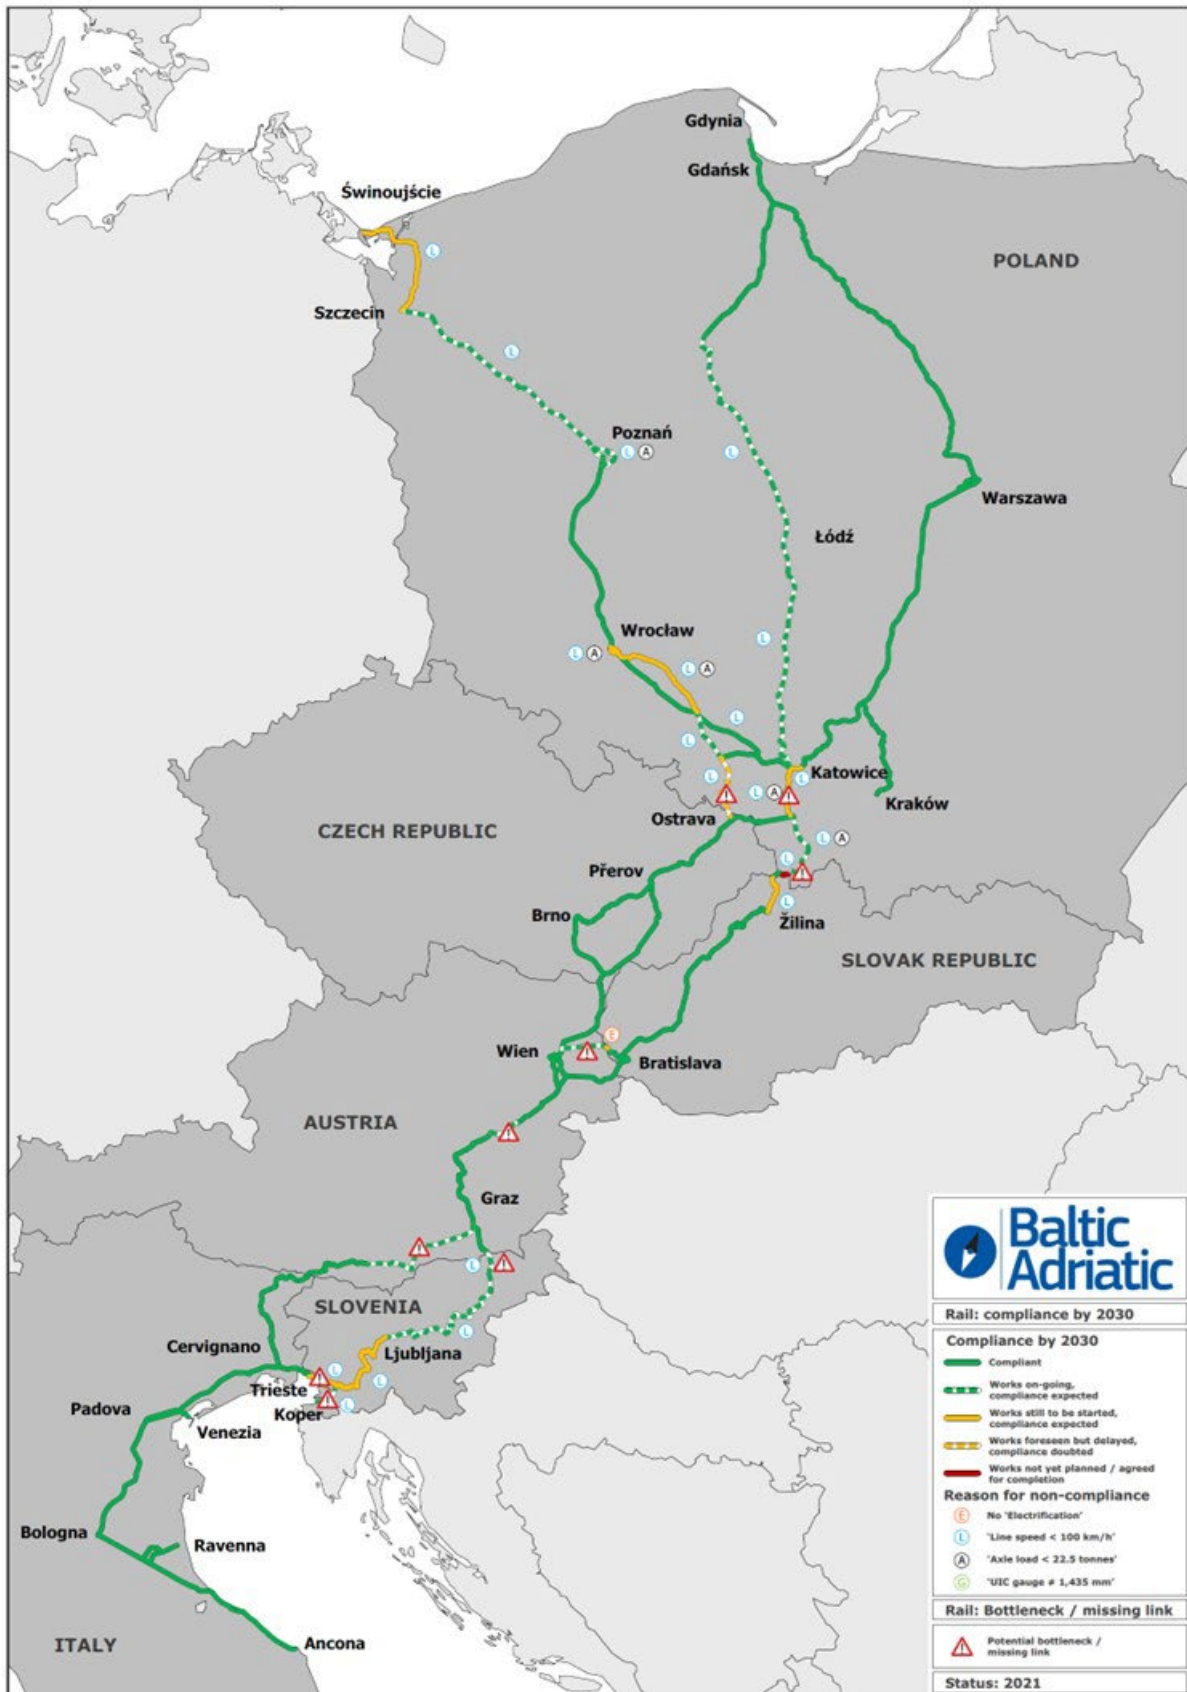 Gdynia
Gdańsk
Świnoujście
POLAND
Szczecin
Poznań
L
L
L A
L
Warszawa
Łódź
Wrocław
L A
L A
L
L
L
Katowice
L
L
L A
Kraków
Ostrava
CZECH REPUBLIC
L A
L
Přerov
L
Brno
Žilina
SLOVAK REPUBLIC
E
Wien
Bratislava
AUSTRIA
Graz
L
SLOVENIA
L
Cervignano
Ljubljana
L
Trieste
L
Koper
L
Padova
Venezia
Bologna
Ravenna
Ancona
ITALY
Baltic
Adriatic
Rail: compliance by 2030
Compliance by 2030
Compliant
Works on-going,
compliance expected
Works still to be started,
compliance expected
Works foreseen but delayed,
compliance doubted
Works not yet planned / agreed
for completion
Reason for non-compliance
E No 'Electrification'
L 'Line speed < 100 km/h'
A 'Axle load < 22.5 tonnes'
G 'UIC gauge ≠ 1,435 mm'
Rail: Bottleneck / missing link
Potential bottleneck /
missing link
Status: 2021